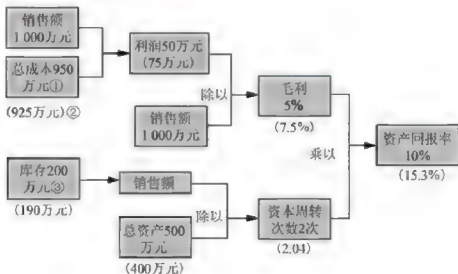 销售额
1 000万元
总成本950
万元①
(925万元)②
利润50万元
(75万元)
除以
销售额
1 000万元
毛利
5%
(7.5%)
乘以
资产回报率
10%
(15.3%)
库存200
万元③
(190万元)
销售额
除以
总资产500
万元
(400万元)
资本周转
次数2次
(2.04)